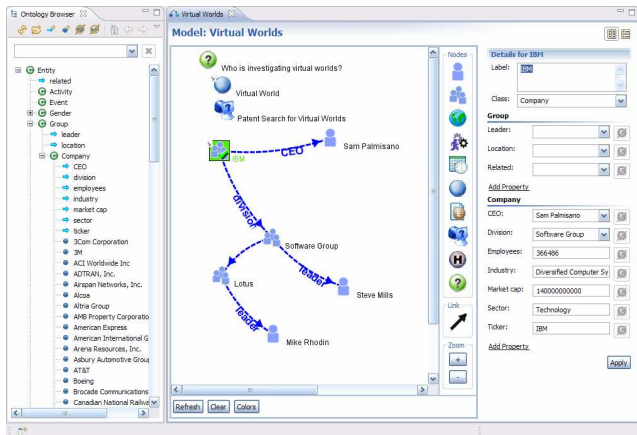 Ontology Browser
Entity
related
Activity
Event
Gender
Group
leader
location
Company
CEO
division
employees
industry
market cap
sector
ticker
3Com Corporation
3M
ACI Worldwide Inc
ADTRAN, Inc.
Airspan Networks, Inc.
Alcoa
Altria Group
AMB Property Corporatio
American Express
American International G
Arena Resources, Inc.
Asbury Automotive Group
AT&T
Boeing
Brocade Communications
Canadian National Railwa
Virtual Worlds
Model: Virtual Worlds
Who is investigating virtual worlds?
Virtual World
Patent Search for Virtual Worlds
IBM
CEO
Sam Palmisano
division
Software Group
leader
Lotus
Steve Mills
leader
Mike Rhodin
Refresh
Clear
Colors
Nodes
H
Link
Zoom
+
-
Details for IBM
Label:
IBM
Class:
Company
Group
Leader:
Location:
Related:
Add Property
Company
CEO:
Sam Palmisano
Division:
Software Group
Employees:
366486
Industry:
Diversified Computer Sy
Market cap:
140000000000
Sector:
Technology
Ticker:
IBM
Add Property
Apply